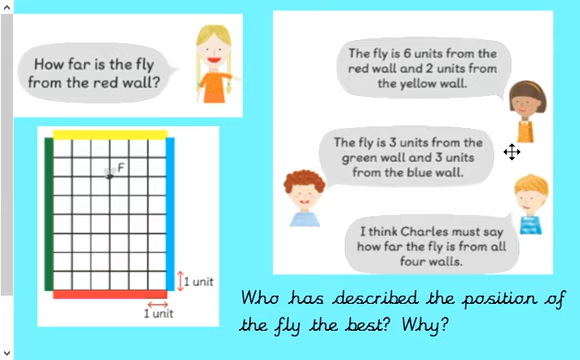 How far is the fly
from the red wall?
The fly is 6 units from the
red wall and 2 units from
the yellow wall.
The fly is 3 units from the
green wall and 3 units
from the blue wall.
I think Charles must say
how far the fly is from all
four walls.
F
1 unit
1 unit
Who has described the position of
the fly the best? Why?